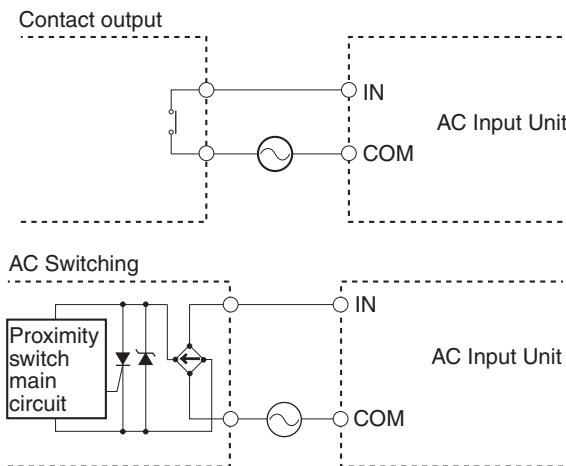 Contact output
IN
AC Input Unit
COM
AC Switching
IN
Proximity
switch
main
circuit
AC Input Unit
COM